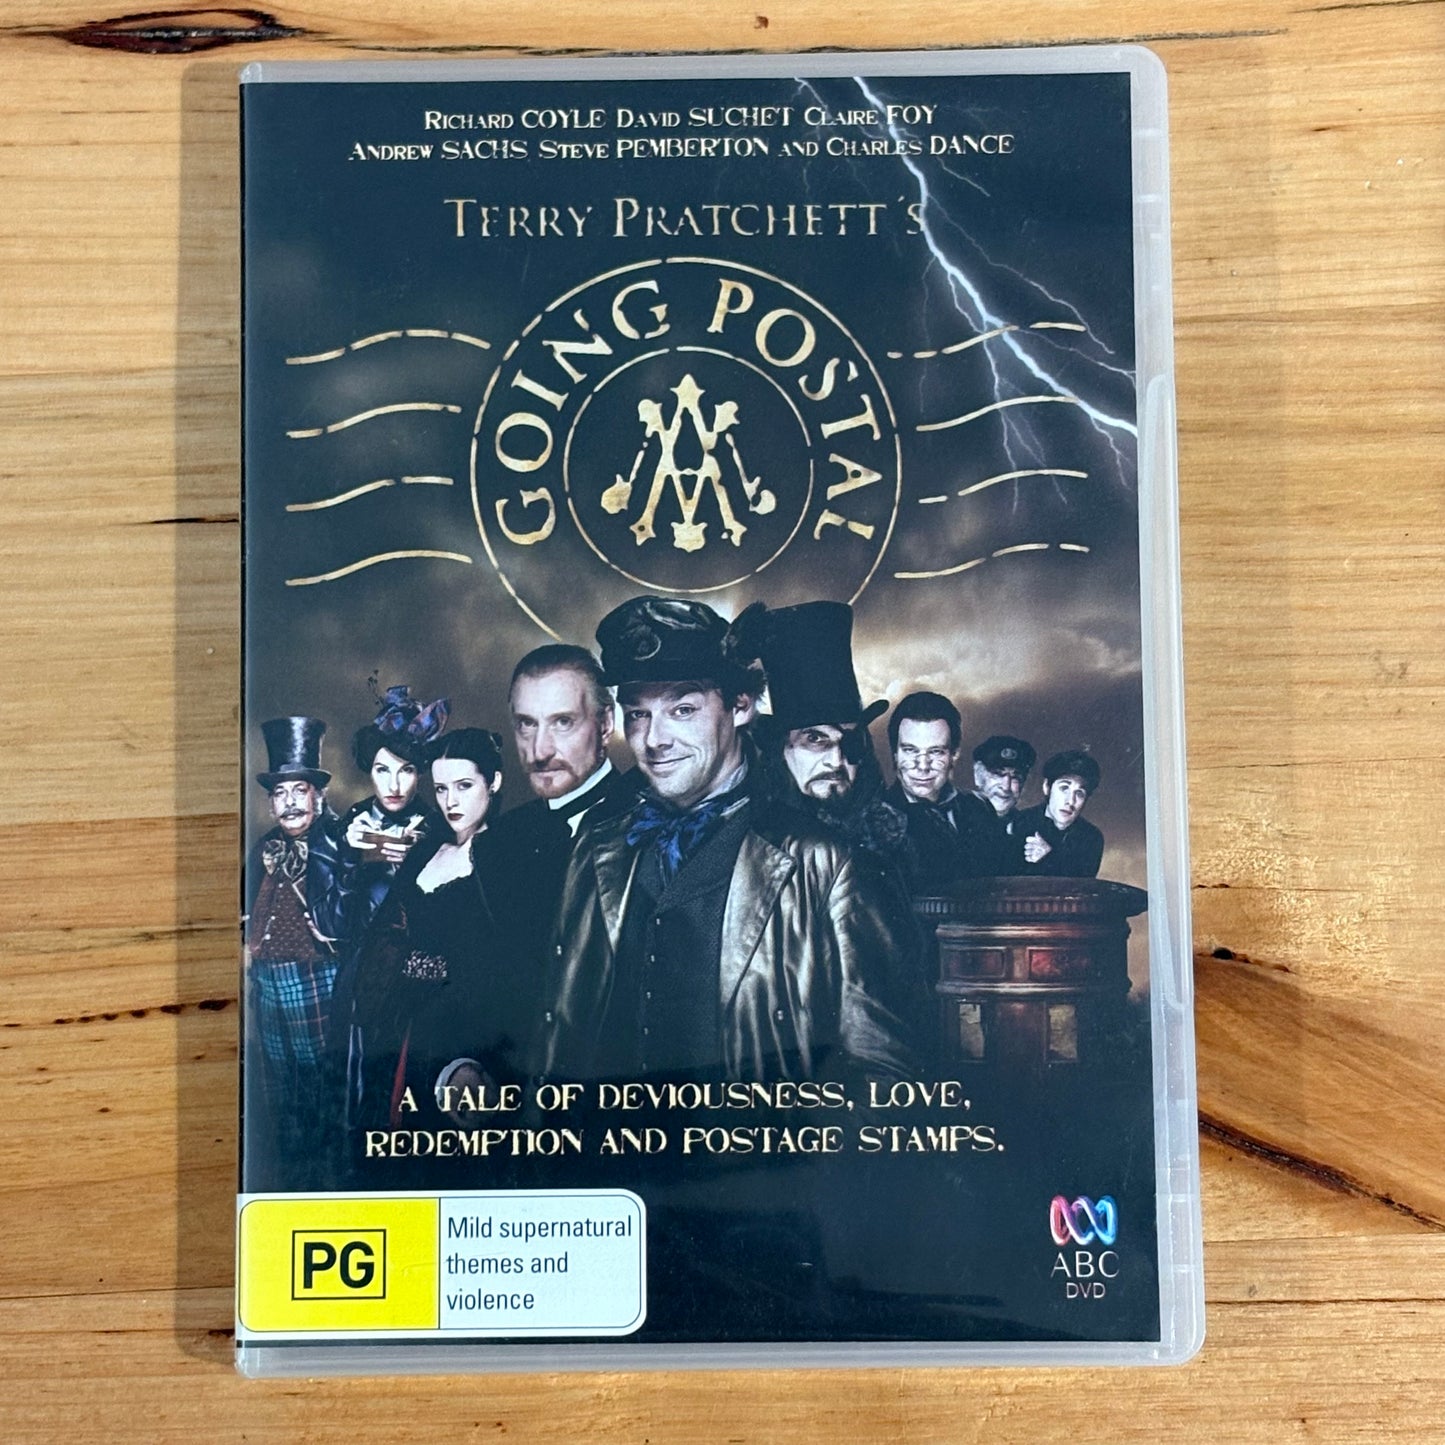 Richard COYLE David SUCHET Claire FOY
Andrew SACHS Steve PEMBERTON and Charles DANCE
Terry Pratchett's
GOING POSTAL
A TALE OF DEVIOUSNESS, LOVE,
REDEMPTION AND POSTAGE STAMPS.
PG
Mild supernatural
themes and
violence
ABC
DVD